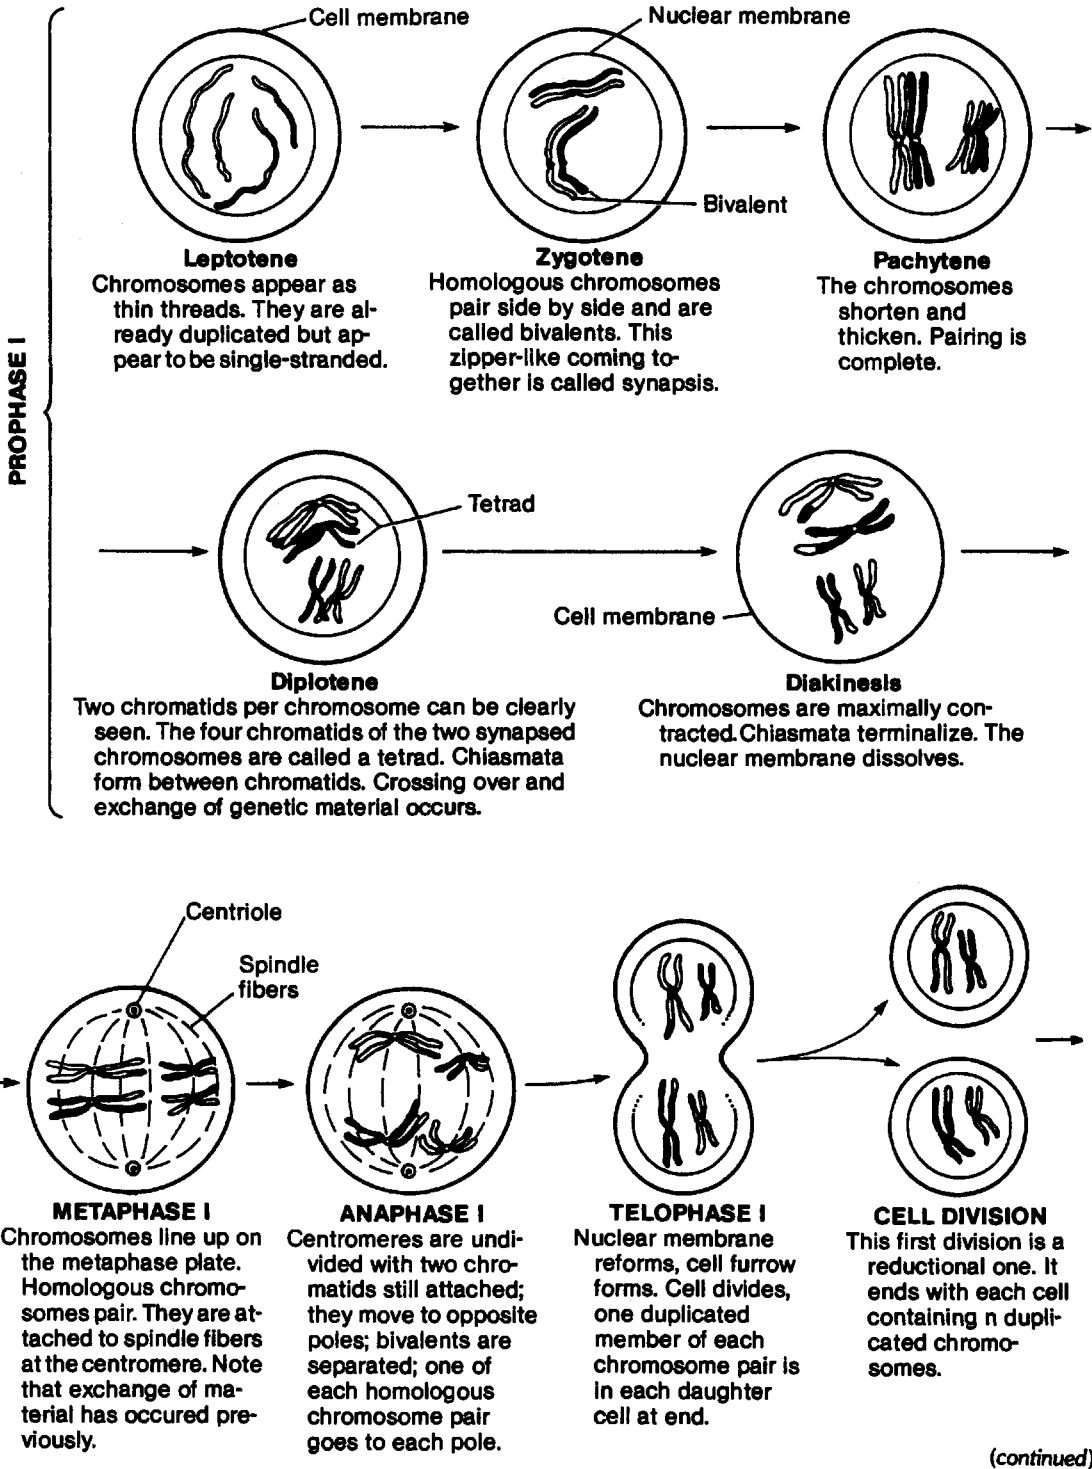 Cell membrane
Nuclear membrane
Bivalent
PROPHASE I
Leptotene
Chromosomes appear as
thin threads. They are al-
ready duplicated but ap-
pear to be single-stranded.
Zygotene
Homologous chromosomes
pair side by side and are
called bivalents. This
zipper-like coming to-
gether is called synapsis.
Pachytene
The chromosomes
shorten and
thicken. Pairing is
complete.
Tetrad
Cell membrane
Diplotene
Two chromatids per chromosome can be clearly
seen. The four chromatids of the two synapsed
chromosomes are called a tetrad. Chiasmata
form between chromatids. Crossing over and
exchange of genetic material occurs.
Diakinesis
Chromosomes are maximally con-
tracted. Chiasmata terminalize. The
nuclear membrane dissolves.
Centriole
Spindle
fibers
METAPHASE I
Chromosomes line up on
the metaphase plate.
Homologous chromo-
somes pair. They are at-
tached to spindle fibers
at the centromere. Note
that exchange of ma-
terial has occured pre-
viously.
ANAPHASE I
Centromeres are undi-
vided with two chro-
matids still attached;
they move to opposite
poles; bivalents are
separated; one of
each homologous
chromosome pair
goes to each pole.
TELOPHASE I
Nuclear membrane
reforms, cell furrow
forms. Cell divides,
one duplicated
member of each
chromosome pair is
in each daughter
cell at end.
CELL DIVISION
This first division is a
reductional one. It
ends with each cell
containing n dupli-
cated chromo-
somes.
(continued)